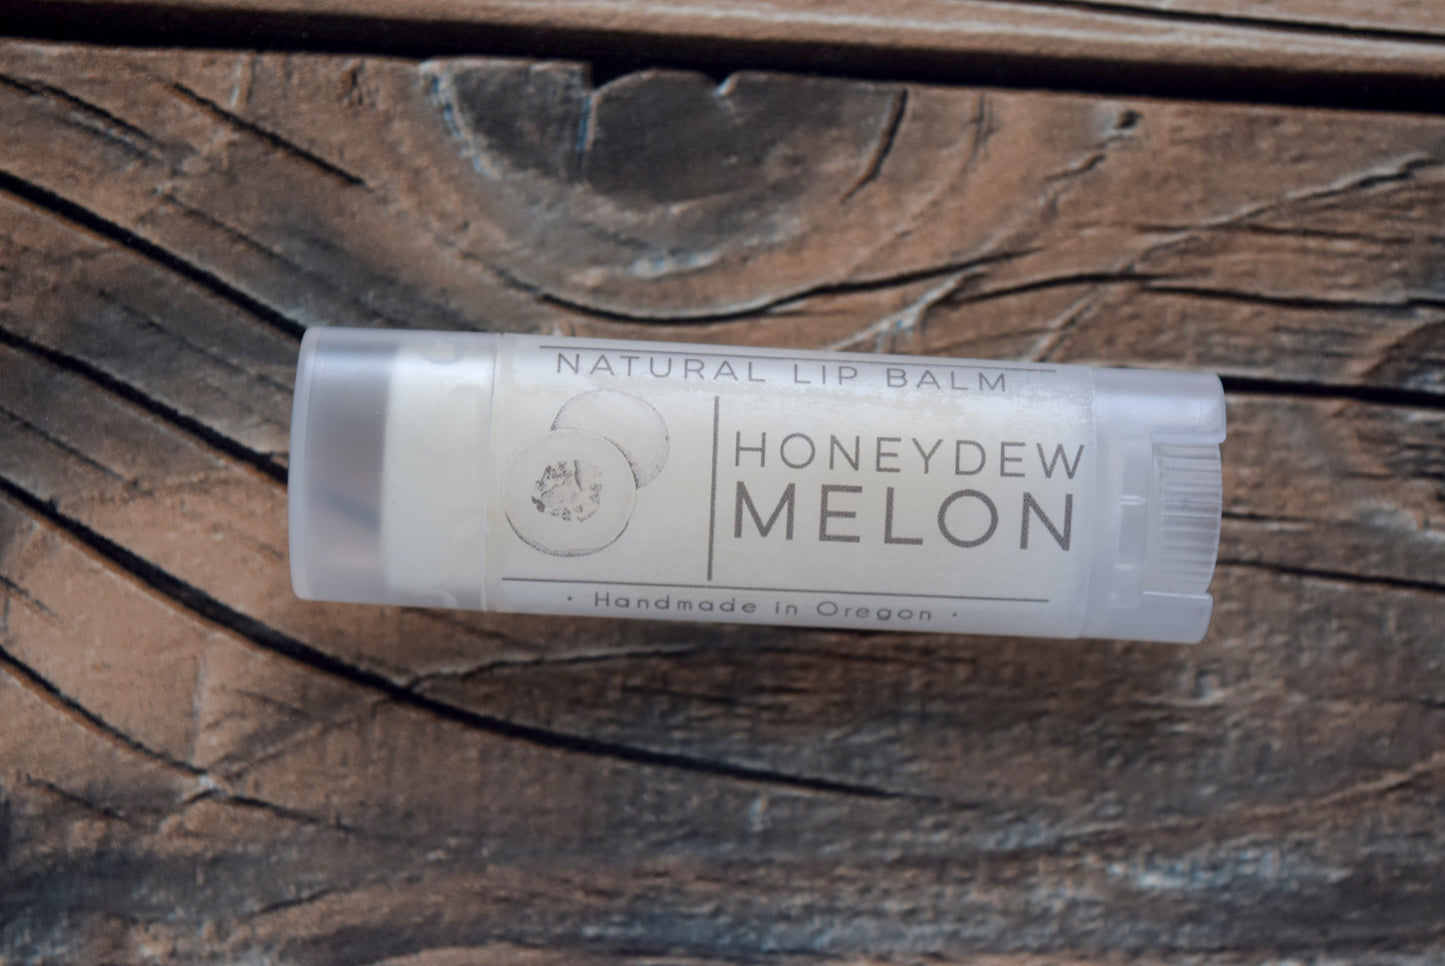 NATURAL LIP BALM
HONEYDEW
MELON
· Handmade in Oregon ·